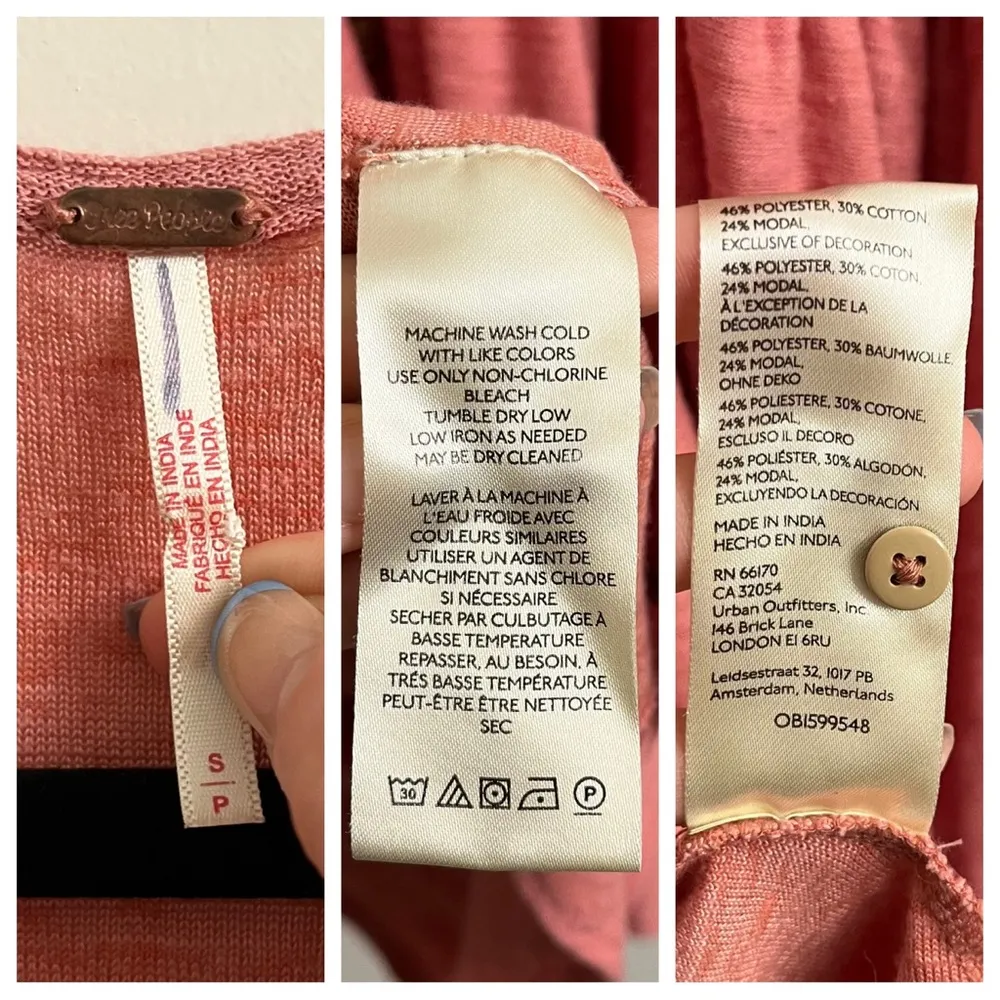 Free People
MADE IN INDIA
FABRIQUÉ EN INDE
HECHO EN INDIA
S
P
MACHINE WASH COLD
WITH LIKE COLORS
USE ONLY NON-CHLORINE
BLEACH
TUMBLE DRY LOW
LOW IRON AS NEEDED
MAY BE DRY CLEANED
LAVER À LA MACHINE À
L'EAU FROIDE AVEC
COULEURS SIMILAIRES
UTILISER UN AGENT DE
BLANCHIMENT SANS CHLORE
SI NÉCESSAIRE
SECHER PAR CULBUTAGE À
BASSE TEMPERATURE
REPASSER, AU BESOIN, À
TRÉS BASSE TEMPÉRATURE
PEUT-ÊTRE ÊTRE NETTOYÉE
SEC
30
P
46% POLYESTER, 30% COTTON,
24% MODAL,
EXCLUSIVE OF DECORATION
46% POLYESTER, 30% COTON,
24% MODAL,
À L'EXCEPTION DE LA
DÉCORATION
46% POLYESTER, 30% BAUMWOLLE,
24% MODAL,
OHNE DEKO
46% POLIESTERE, 30% COTONE,
24% MODAL,
ESCLUSO IL DECORO
46% POLIÉSTER, 30% ALGODÓN,
24% MODAL,
EXCLUYENDO LA DECORACIÓN
MADE IN INDIA
HECHO EN INDIA
RN 66170
CA 32054
Urban Outfitters, Inc
146 Brick Lane
LONDON E1 6RU
Leidsestraat 32, 1017 PB
Amsterdam, Netherlands
OB1599548